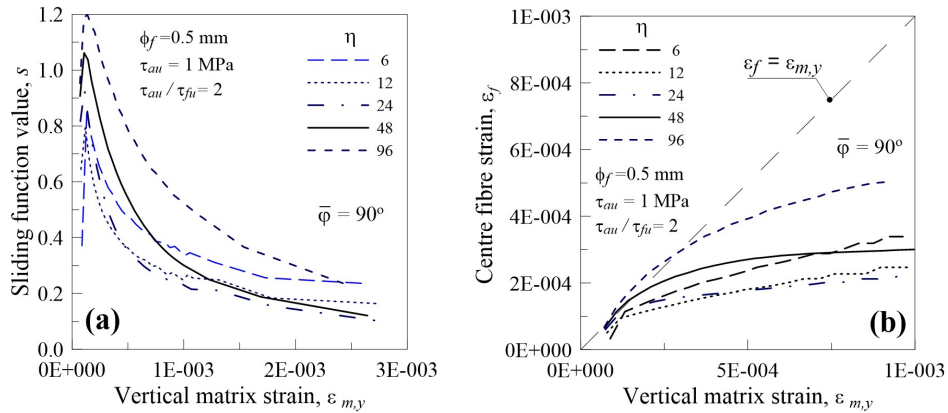 (a)
ϕf = 0.5 mm
τau = 1 MPa
τau / τfu = 2
η
6
12
24
48
96
φ̅ = 90º
Sliding function value, s
1.2
1.0
0.8
0.6
0.4
0.2
0.0
0E+000
1E-003
2E-003
3E-003
Vertical matrix strain, ε m,y
(b)
η
6
12
24
48
96
εf = εm,y
φ̅ = 90º
ϕf = 0.5 mm
τau = 1 MPa
τau / τfu = 2
Centre fibre strain, εf
1E-003
8E-004
6E-004
4E-004
2E-004
0E+000
0E+000
5E-004
1E-003
Vertical matrix strain, ε m,y